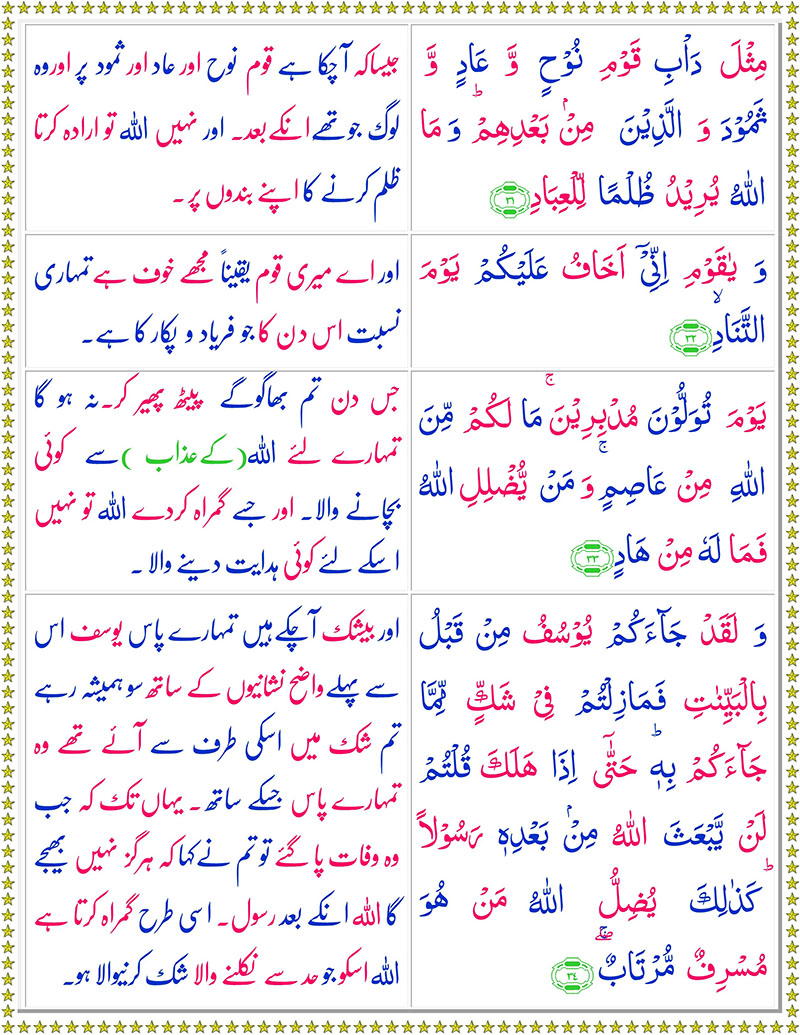 مِثۡلَ دَاۡبِ قَوۡمِ نُوۡحٍ وَّ عَادٍ وَّ
ثَمُوۡدَ وَ الَّذِيۡنَ مِنۡۢ بَعۡدِهِمۡ ؕ وَ مَا
اللّٰهُ يُرِيۡدُ ظُلۡمًا لِّلۡعِبَادِ ﴿۳۱﴾
جیساکہ آچکا ہے قوم نوح اور عاد اور ثمود پر اور وہ
لوگ جو تھے انکے بعد۔ اور نہیں اللہ تو ارادہ کرتا
ظلم کرنے کا اپنے بندوں پر۔
وَ يٰقَوۡمِ اِنِّىۡۤ اَخَافُ عَلَيۡكُمۡ يَوۡمَ
التَّنَادِۙ ﴿۳۲﴾
اور اے میری قوم یقیناً مجھے خوف ہے تمہاری
نسبت اس دن کا جو فریاد و پکار کا ہے۔
يَوۡمَ تُوَلُّوۡنَ مُدۡبِرِيۡنَۚ مَا لَكُمۡ مِّنَ
اللّٰهِ مِنۡ عَاصِمٍۚ وَ مَنۡ يُّضۡلِلِ اللّٰهُ
فَمَا لَهٗ مِنۡ هَادٍ ﴿۳۳﴾
جس دن تم بھاگوگے پیٹھ پھیر کر۔ نہ ہو گا
تمہارے لئے اللہ (کے عذاب) سے کوئی
بچانے والا۔ اور جسے گمراہ کردے اللہ تو نہیں
اسکے لئے کوئی ہدایت دینے والا۔
وَ لَقَدۡ جَآءَكُمۡ يُوۡسُفُ مِنۡ قَبۡلُ
بِالۡبَيِّنٰتِ فَمَا زِلۡتُمۡ فِىۡ شَكٍّ مِّمَّا
جَآءَكُمۡ بِهٖ ؕ حَتّٰٓى اِذَا هَلَكَ قُلۡتُمۡ
لَنۡ يَّبۡعَثَ اللّٰهُ مِنۡۢ بَعۡدِهٖ رَسُوۡلاً ؕ
كَذٰلِكَ يُضِلُّ اللّٰهُ مَنۡ هُوَ
مُسۡرِفٌ مُّرۡتَابٌ ۖۚ ﴿۳۴﴾
اور بیشک آچکے ہیں تمہارے پاس یوسف اس
سے پہلے واضح نشانیوں کے ساتھ سو ہمیشہ رہے
تم شک میں اسکی طرف سے آئے تھے وہ
تمہارے پاس جسکے ساتھ۔ یہاں تک کہ جب
وہ وفات پا گئے تو تم نے کہا کہ ہرگز نہیں بھیجے
گا اللہ انکے بعد رسول۔ اسی طرح گمراہ کرتا ہے
اللہ اسکو جو حد سے نکلنے والا شک کرنیوالا ہو۔